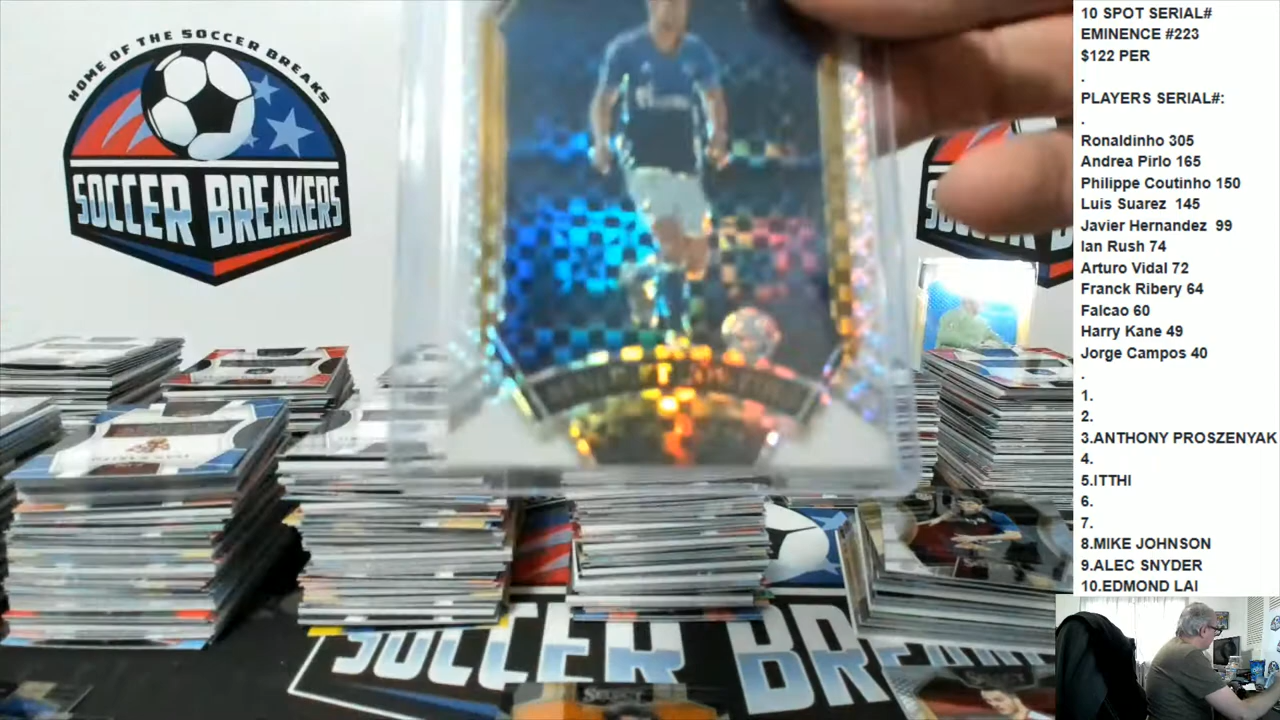 HOME OF THE SOCCER BREAKS
SOCCER BREAKERS
10 SPOT SERIAL#
EMINENCE #223
$122 PER
.
PLAYERS SERIAL#:
.
Ronaldinho 305
Andrea Pirlo 165
Philippe Coutinho 150
Luis Suarez 145
Javier Hernandez 99
Ian Rush 74
Arturo Vidal 72
Franck Ribery 64
Falcao 60
Harry Kane 49
Jorge Campos 40
.
1.
2.
3.ANTHONY PROSZENYAK
4.
5.ITTHI
6.
7.
8.MIKE JOHNSON
9.ALEC SNYDER
10.EDMOND LAI
SOCCER BR
SELECT